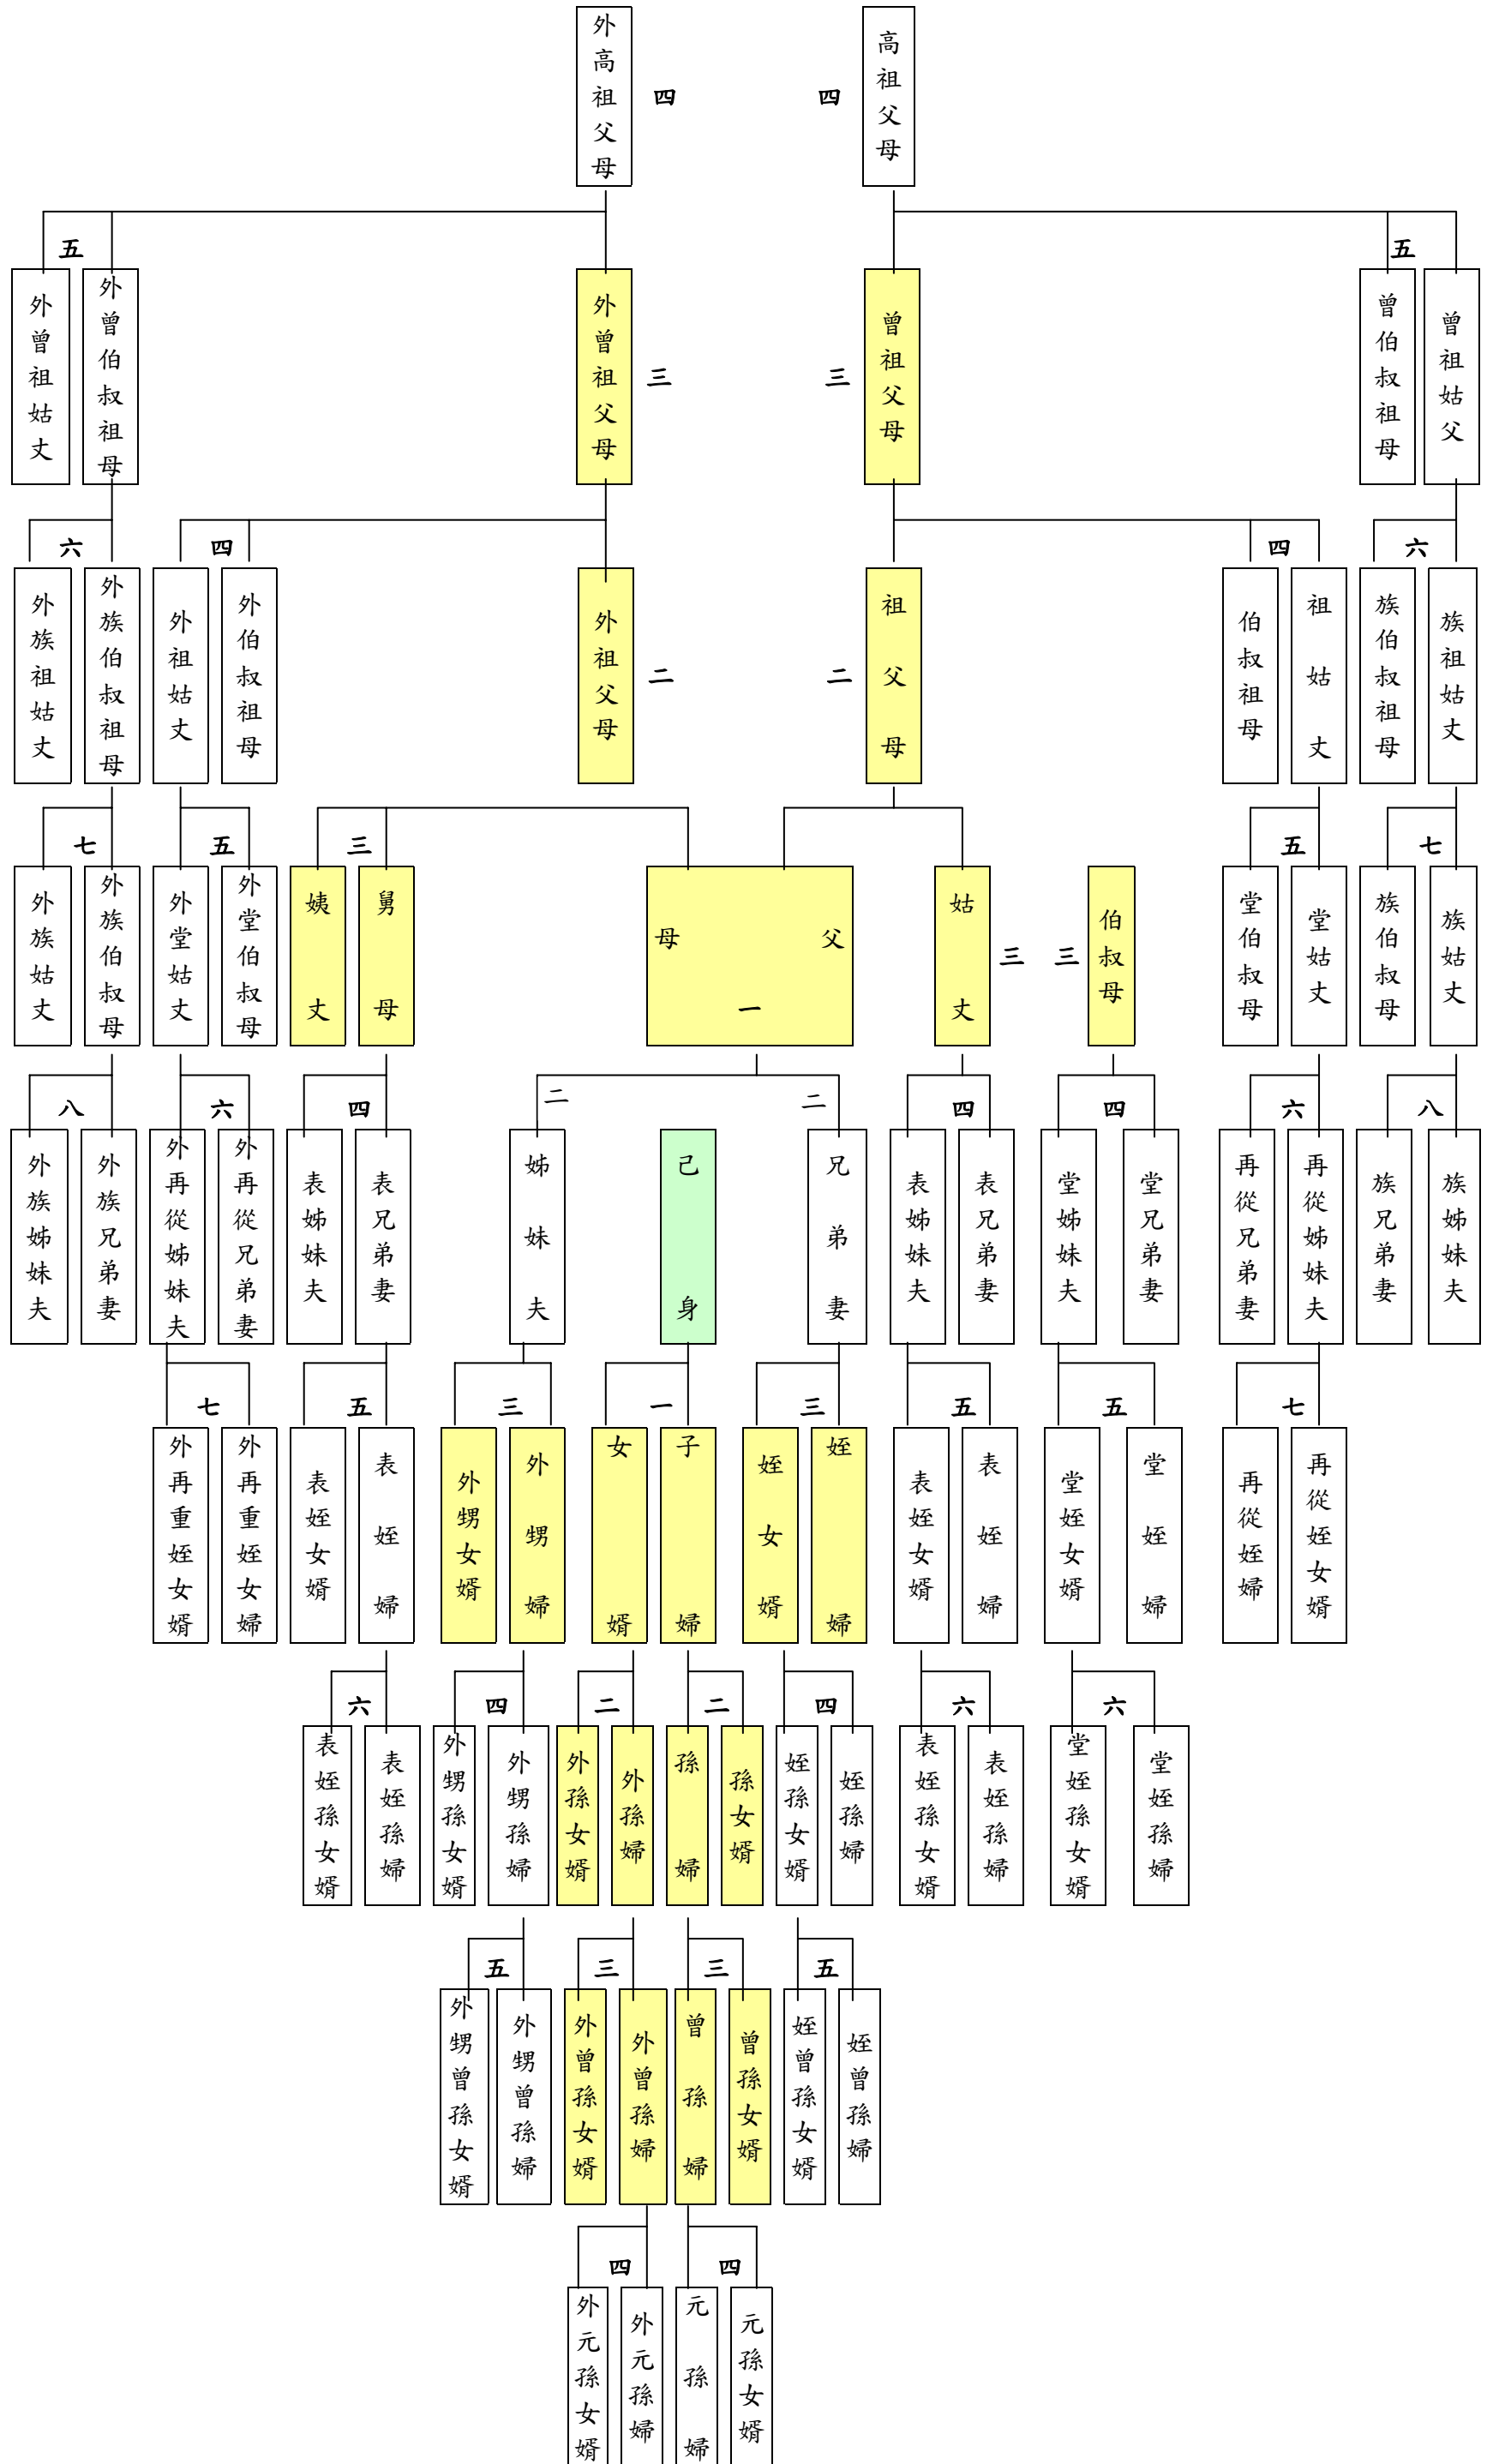 外高祖父母
四
四
高祖父母
五
五
外曾祖姑丈
外曾伯叔祖母
外曾祖父母
三
三
曾祖父母
曾伯叔祖母
曾祖姑父
六
四
四
六
外族祖姑丈
外族伯叔祖母
外祖姑丈
外伯叔祖母
外祖父母
二
二
祖父母
伯叔祖母
祖姑丈
族伯叔祖母
族祖姑丈
七
五
三
五
七
外族姑丈
外族伯叔母
外堂姑丈
外堂伯叔母
姨丈
舅母
母
父
一
姑丈
三
三
伯叔母
堂伯叔母
堂姑丈
族伯叔母
族姑丈
八
六
四
二
二
四
四
六
八
外族姊妹夫
外族兄弟妻
外再從姊妹夫
外再從兄弟妻
表姊妹夫
表兄弟妻
姊妹夫
己身
兄弟妻
表姊妹夫
表兄弟妻
堂姊妹夫
堂兄弟妻
再從兄弟妻
再從姊妹夫
族兄弟妻
族姊妹夫
七
五
三
一
三
五
五
七
外再重姪女婿
外再重姪女婦
表姪女婿
表姪婦
外甥女婿
外甥婦
女婿
子婦
姪女婿
姪婦
表姪女婿
表姪婦
堂姪女婿
堂姪婦
再從姪婦
再從姪女婿
六
四
二
二
四
六
六
表姪孫女婿
表姪孫婦
外甥孫女婿
外甥孫婦
外孫女婿
外孫婦
孫婦
孫女婿
姪孫女婿
姪孫婦
表姪孫女婿
表姪孫婦
堂姪孫女婿
堂姪孫婦
五
三
三
五
外甥曾孫女婿
外甥曾孫婦
外曾孫女婿
外曾孫婦
曾孫婦
曾孫女婿
姪曾孫女婿
姪曾孫婦
四
四
外元孫女婿
外元孫婦
元孫婦
元孫女婿